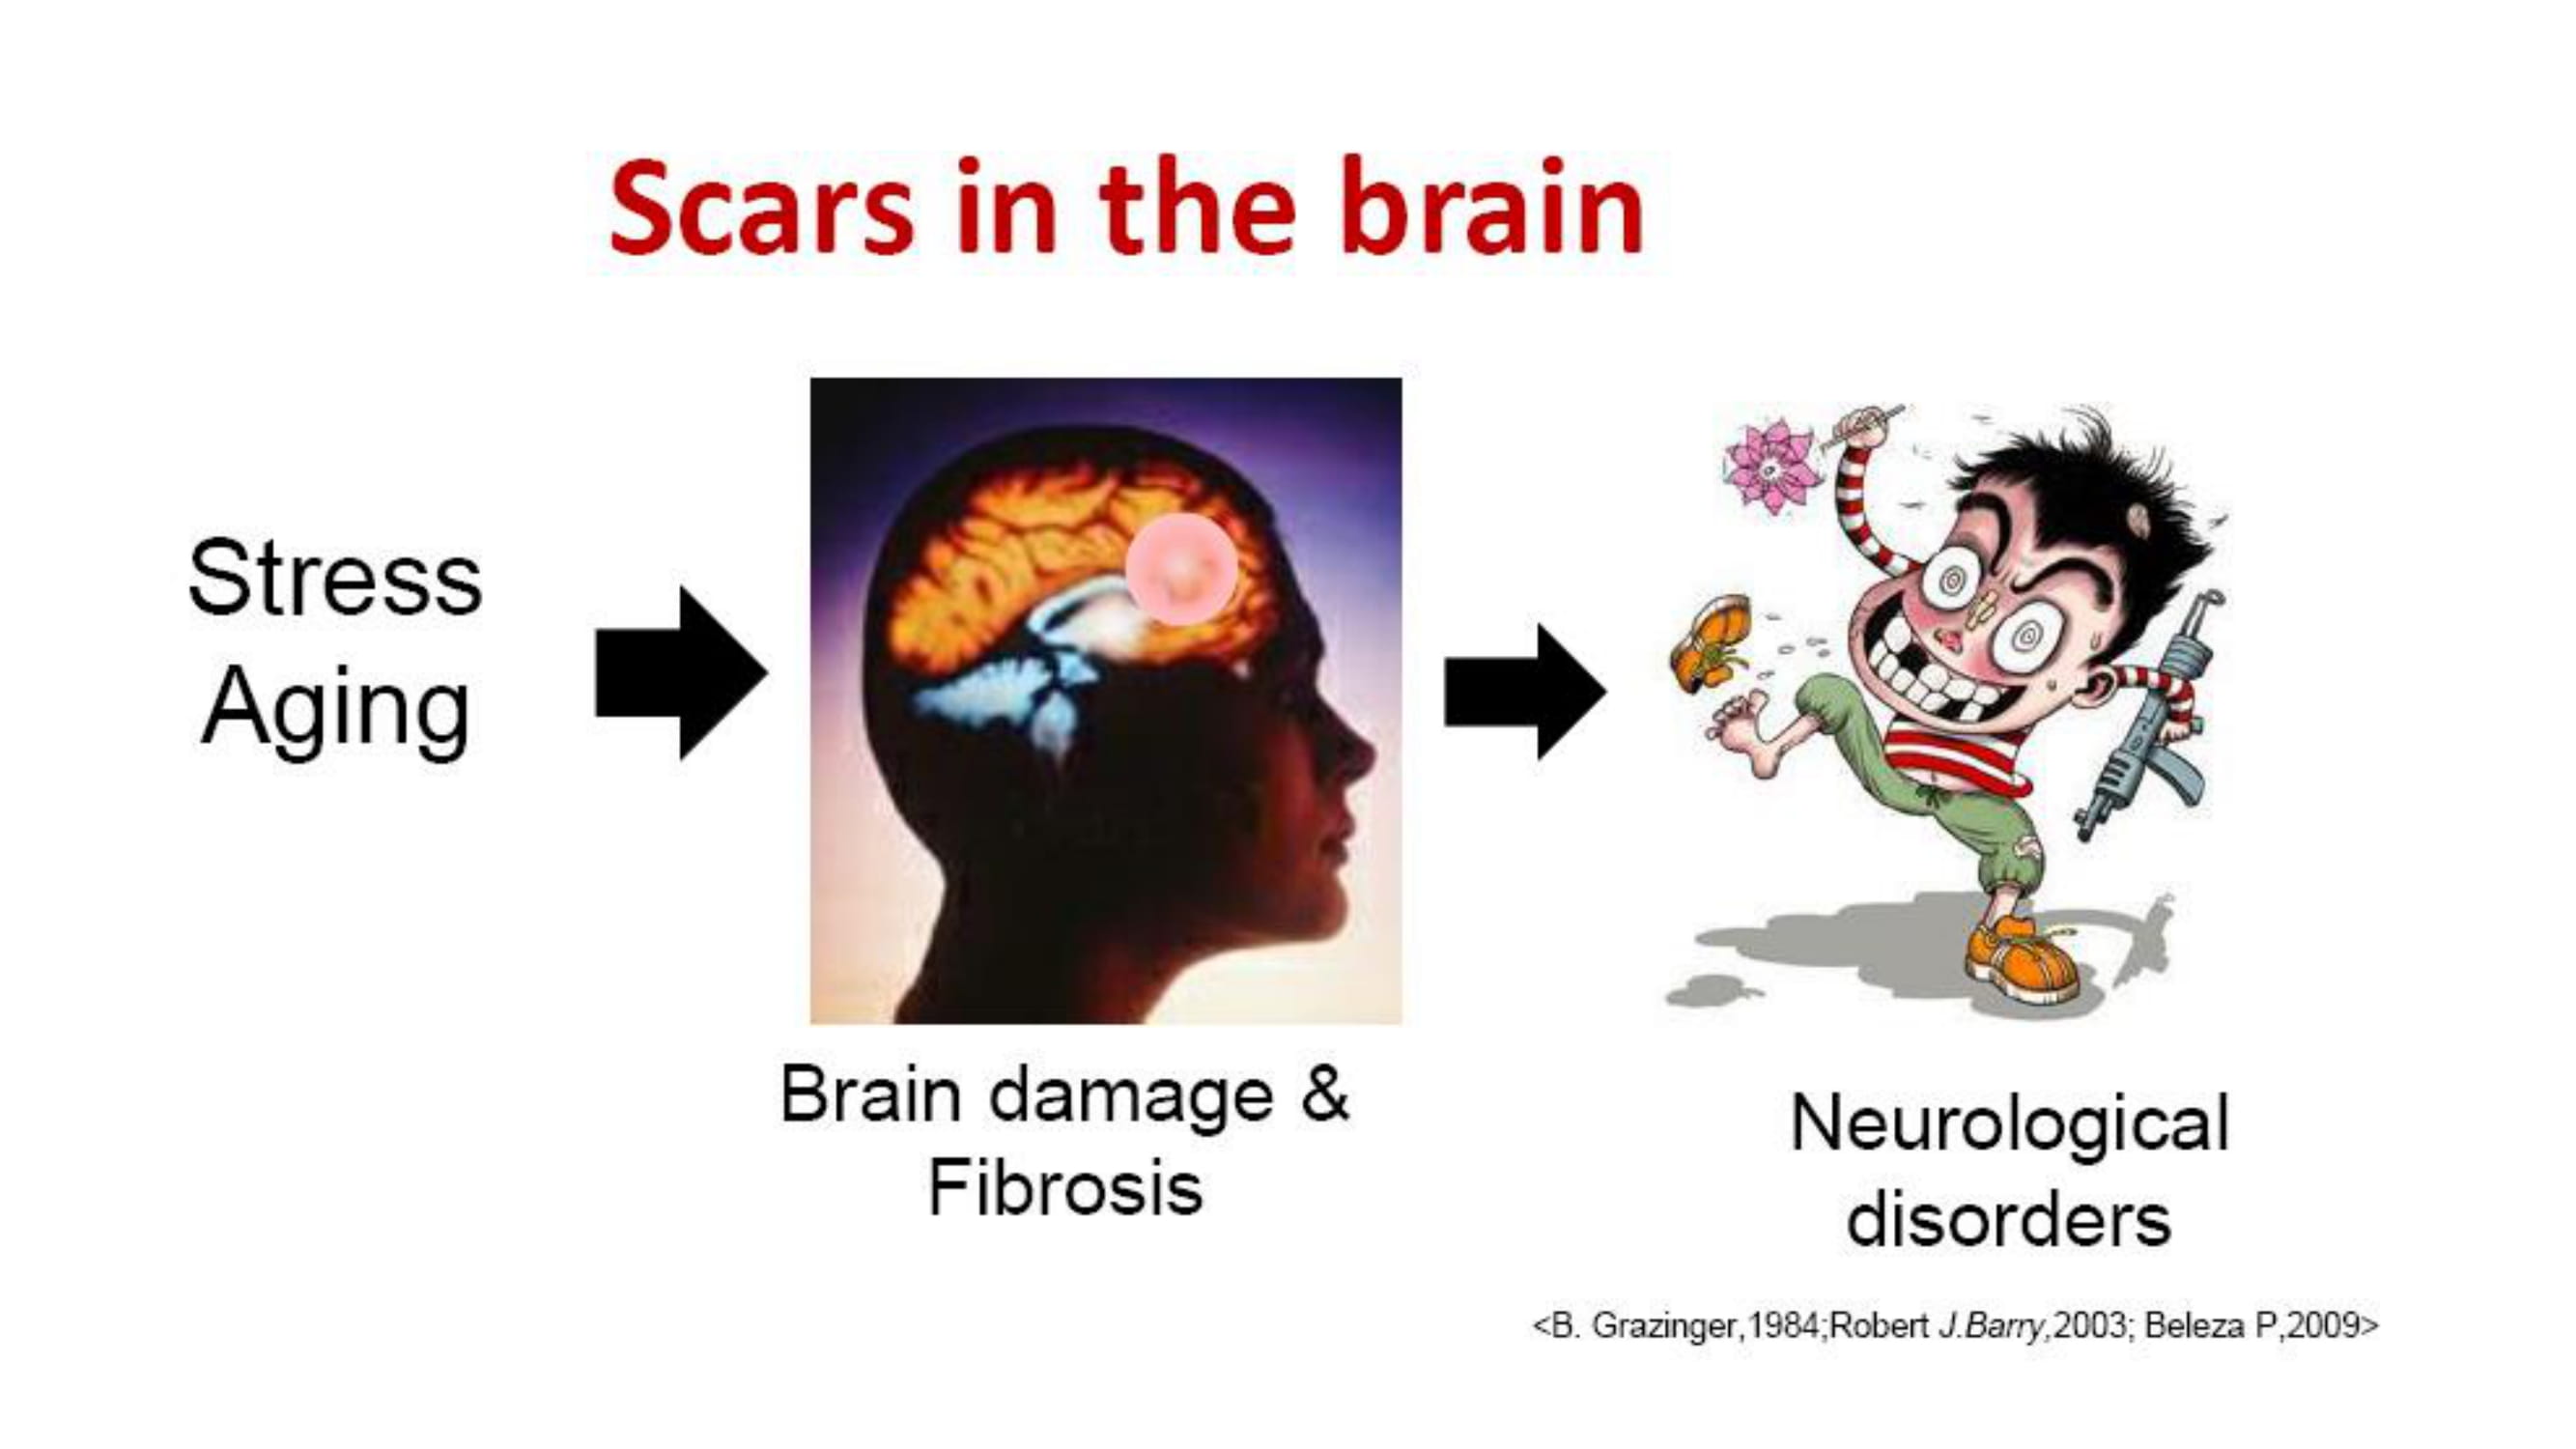 Scars in the brain
Stress
Aging
Brain damage &
Fibrosis
Neurological
disorders
<B. Grazinger,1984;Robert J.Barry,2003; Beleza P,2009>